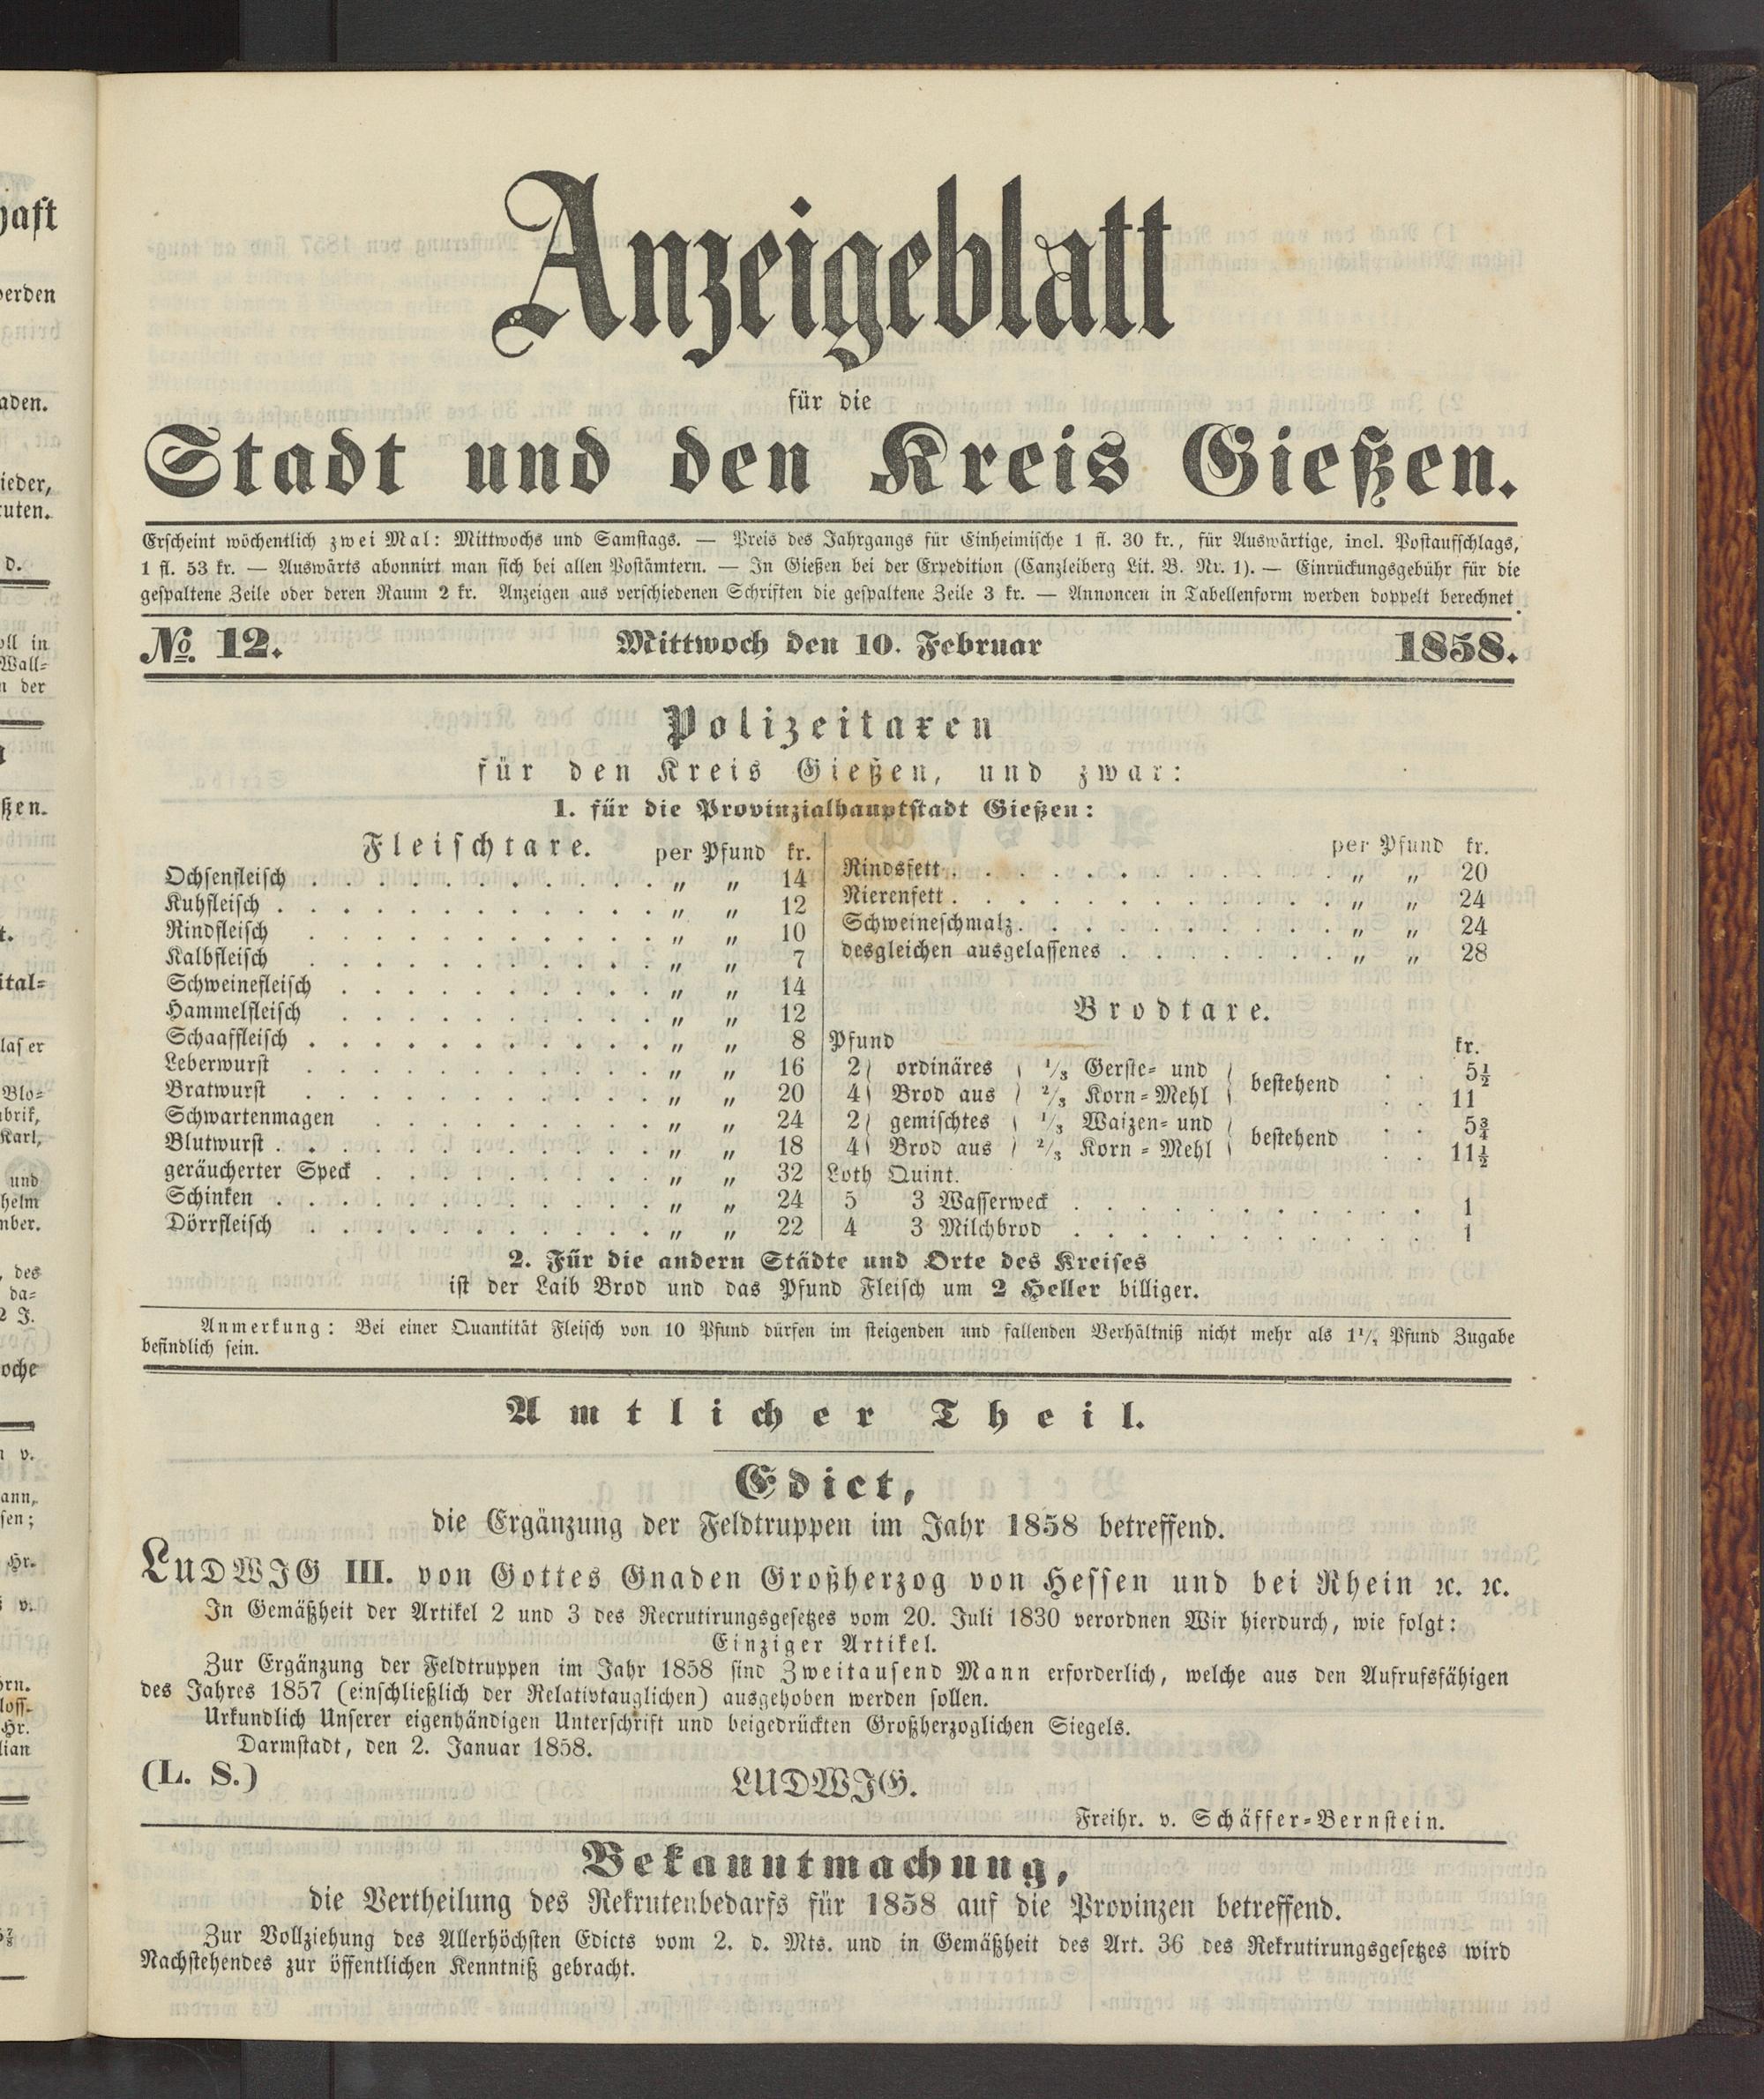 Anzeigeblatt
für die
Stadt und den Kreis Gießen.
Erscheint wöchentlich zwei Mal: Mittwochs und Samstags. — Preis des Jahrgangs für Einheimische 1 fl. 30 kr., für Auswärtige, incl. Postaufschlags,
1 fl. 53 kr. — Auswärts abonnirt man sich bei allen Postämtern. — In Gießen bei der Expedition (Canzleiberg Lit. B. Nr. 1). — Einrückungsgebühr für die
gespaltene Zeile oder deren Raum 2 kr. Anzeigen aus verschiedenen Schriften die gespaltene Zeile 3 kr. — Annoncen in Tabellenform werden doppelt berechnet.
No. 12. Mittwoch den 10. Februar 1858.
Polizeitaxen
für den Kreis Gießen, und zwar:
1. für die Provinzialhauptstadt Gießen:
Fleischtaxe. per Pfund kr.
Ochsenfleisch . . . „ „ 14
Kuhfleisch . . . „ „ 12
Rindfleisch . . . „ „ 10
Kalbfleisch . . . „ „ 7
Schweinefleisch . . . „ „ 14
Hammelfleisch . . . „ „ 12
Schaaffleisch . . . „ „ 8
Leberwurst . . . „ „ 16
Bratwurst . . . „ „ 20
Schwartenmagen . . . „ „ 24
Blutwurst . . . „ „ 18
geräucherter Speck . . . „ „ 32
Schinken . . . „ „ 24
Dörrfleisch . . . „ „ 22
per Pfund kr.
Rindsfett . . . „ „ 20
Nierenfett . . . „ „ 24
Schweineschmalz . . . „ „ 24
desgleichen ausgelassenes . . . „ „ 28
Brodtaxe.
Pfund kr.
2 ordinäres 1/3 Gerste- und bestehend . . 5½
4 Brod aus 2/3 Korn-Mehl . . 11
2 gemischtes 1/3 Waizen- und bestehend . . 5¾
4 Brod aus 2/3 Korn-Mehl . . 11½
Loth Quint.
5 3 Wasserweck . . . 1
4 3 Milchbrod . . . 1
2. Für die andern Städte und Orte des Kreises
ist der Laib Brod und das Pfund Fleisch um 2 Heller billiger.
Anmerkung: Bei einer Quantität Fleisch von 10 Pfund dürfen im steigenden und fallenden Verhältniß nicht mehr als 1½ Pfund Zugabe
befindlich sein.
Amtlicher Theil.
Edict,
die Ergänzung der Feldtruppen im Jahr 1858 betreffend.
LUDWIG III. von Gottes Gnaden Großherzog von Hessen und bei Rhein ꝛc. ꝛc.
In Gemäßheit der Artikel 2 und 3 des Recrutirungsgesetzes vom 20. Juli 1830 verordnen Wir hierdurch, wie folgt:
Einziger Artikel.
Zur Ergänzung der Feldtruppen im Jahr 1858 sind Zweitausend Mann erforderlich, welche aus den Aufrufsfähigen
des Jahres 1857 (einschließlich der Relativtauglichen) ausgehoben werden sollen.
Urkundlich Unserer eigenhändigen Unterschrift und beigedrückten Großherzoglichen Siegels.
Darmstadt, den 2. Januar 1858.
(L. S.) LUDWIG.
Freihr. v. Schäffer-Bernstein.
Bekanntmachung,
die Vertheilung des Rekrutenbedarfs für 1858 auf die Provinzen betreffend.
Zur Vollziehung des Allerhöchsten Edicts vom 2. d. Mts. und in Gemäßheit des Art. 36 des Rekrutirungsgesetzes wird
Nachstehendes zur öffentlichen Kenntniß gebracht.